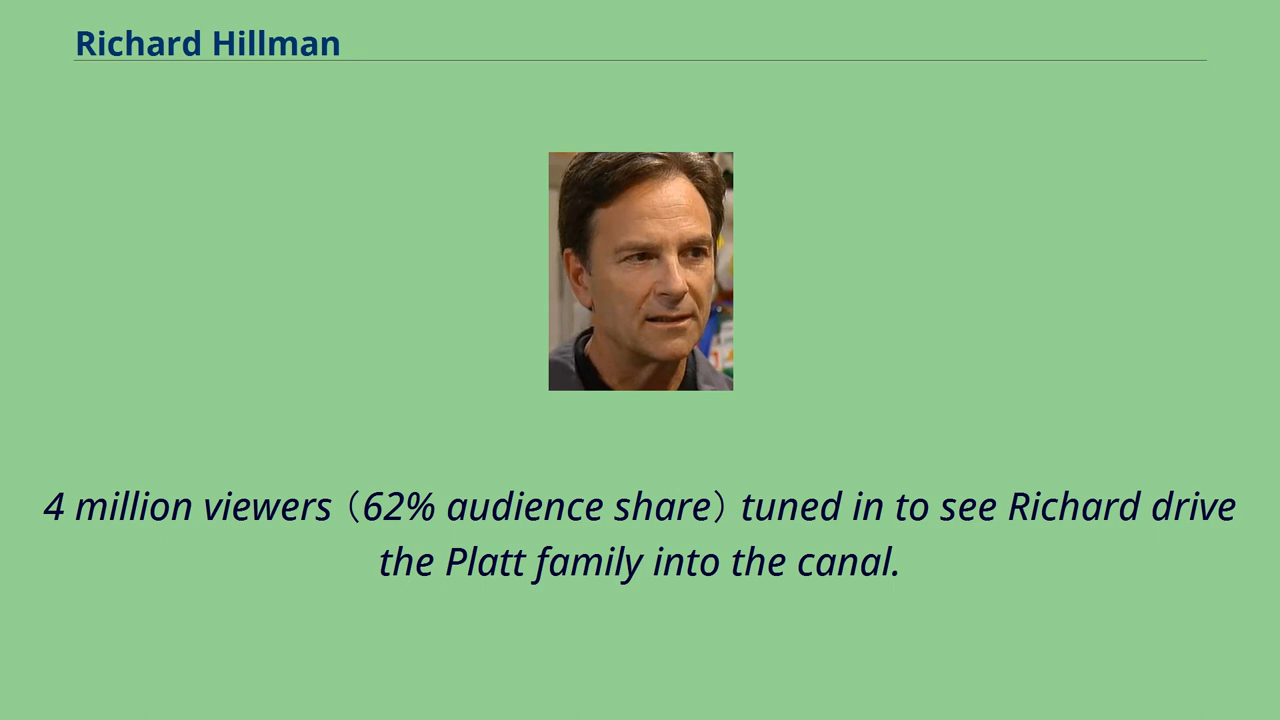 Richard Hillman
4 million viewers（62% audience share）tuned in to see Richard drive
the Platt family into the canal.